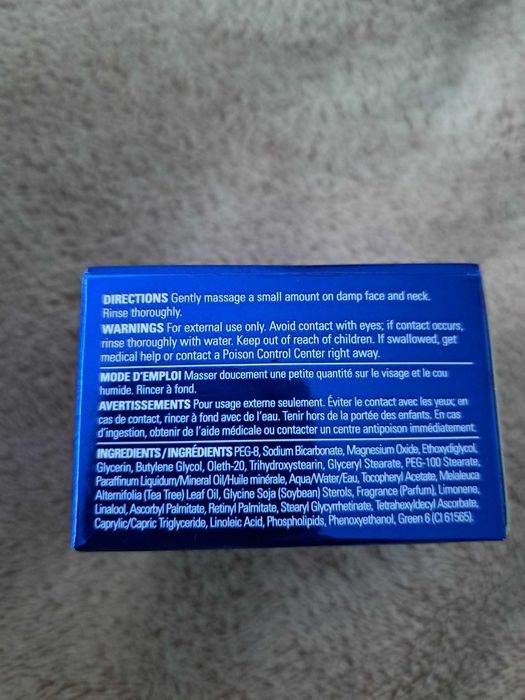 DIRECTIONS Gently massage a small amount on damp face and neck.
Rinse thoroughly.
WARNINGS For external use only. Avoid contact with eyes; if contact occurs,
rinse thoroughly with water. Keep out of reach of children. If swallowed, get
medical help or contact a Poison Control Center right away.
MODE D'EMPLOI Masser doucement une petite quantité sur le visage et le cou
humide. Rincer à fond.
AVERTISSEMENTS Pour usage externe seulement. Éviter le contact avec les yeux; en
cas de contact, rincer à fond avec de l'eau. Tenir hors de la portée des enfants. En cas
d'ingestion, obtenir de l'aide médicale ou contacter un centre antipoison immédiatement.
INGREDIENTS/INGRÉDIENTS PEG-8, Sodium Bicarbonate, Magnesium Oxide, Ethoxydiglycol,
Glycerin, Butylene Glycol, Oleth-20, Trihydroxystearin, Glyceryl Stearate, PEG-100 Stearate,
Paraffinum Liquidum/Mineral Oil/Huile minérale, Aqua/Water/Eau, Tocopheryl Acetate, Melaleuca
Alternifolia (Tea Tree) Leaf Oil, Glycine Soja (Soybean) Sterols, Fragrance (Parfum), Limonene,
Linalool, Ascorbyl Palmitate, Retinyl Palmitate, Stearyl Glycyrrhetinate, Tetrahexyldecyl Ascorbate,
Caprylic/Capric Triglyceride, Linoleic Acid, Phospholipids, Phenoxyethanol, Green 6 (CI 61565).